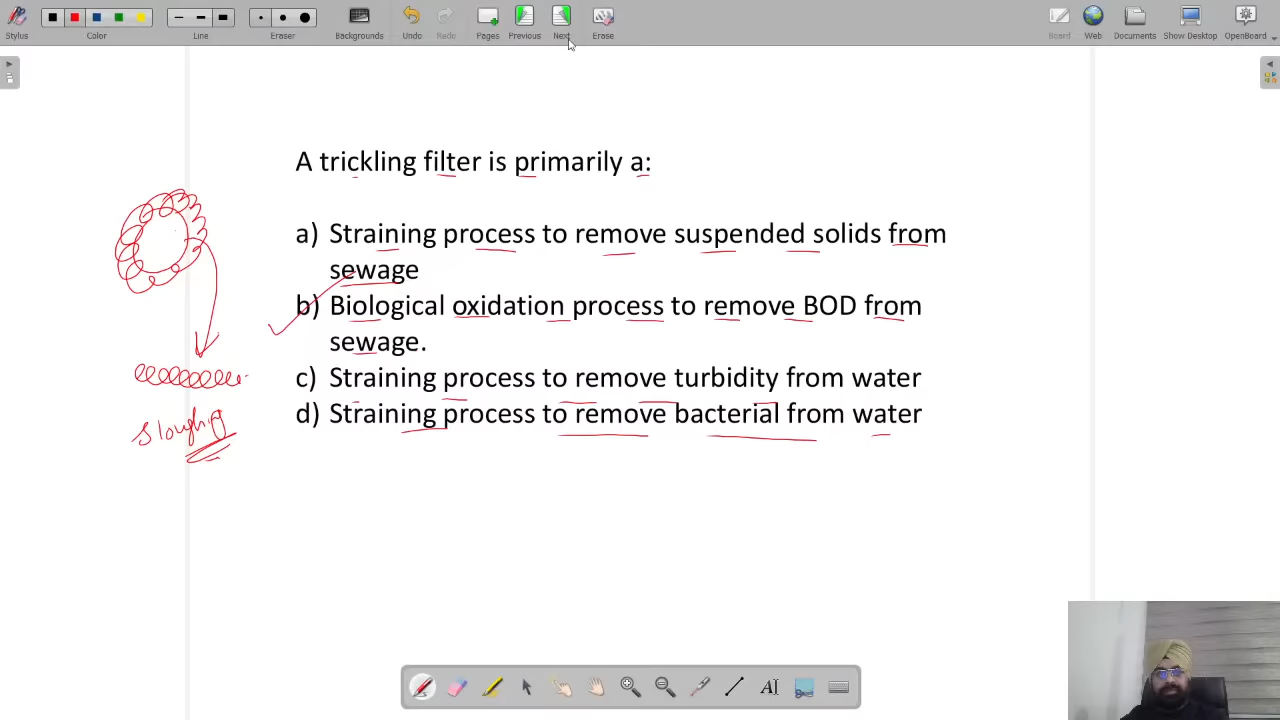 Stylus Color Line Eraser Backgrounds Undo Redo Pages Previous Next Erase Board Web Documents Show Desktop OpenBoard
A trickling filter is primarily a:
a) Straining process to remove suspended solids from
sewage
b) Biological oxidation process to remove BOD from
sewage.
c) Straining process to remove turbidity from water
d) Straining process to remove bacterial from water
Sloughing